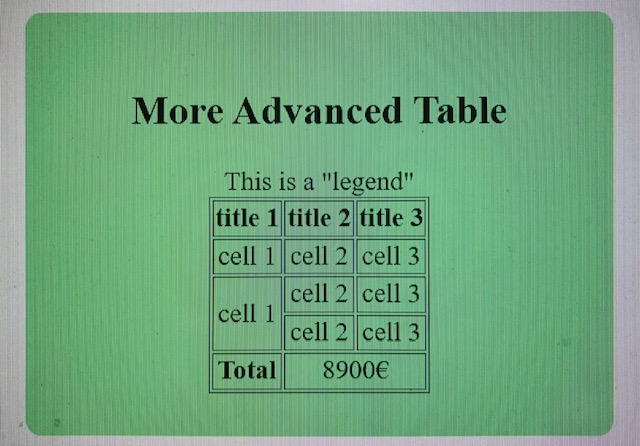 More Advanced Table
This is a "legend"
title 1 title 2 title 3
cell 1 cell 2 cell 3
cell 1 cell 2 cell 3
cell 2 cell 3
Total 8900€